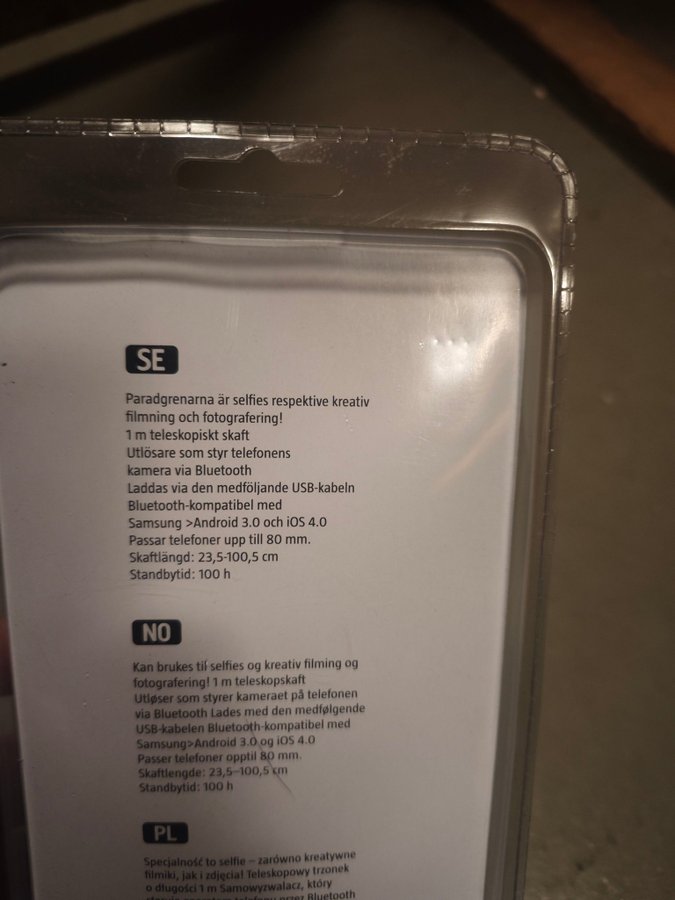 SE
Paradgrenarna är selfies respektive kreativ
filmning och fotografering!
1 m teleskopiskt skaft
Utlösare som styr telefonens
kamera via Bluetooth
Laddas via den medföljande USB-kabeln
Bluetooth-kompatibel med
Samsung >Android 3.0 och iOS 4.0
Passar telefoner upp till 80 mm.
Skaftlängd: 23,5-100,5 cm
Standbytid: 100 h
NO
Kan brukes til selfies og kreativ filming og
fotografering! 1 m teleskopskaft
Utløser som styrer kameraet på telefonen
via Bluetooth Lades med den medfølgende
USB-kabelen Bluetooth-kompatibel med
Samsung>Android 3.0 og iOS 4.0
Passer telefoner opptil 80 mm.
Skaftlengde: 23,5–100,5 cm
Standbytid: 100 h
PL
Specjalność to selfie – zarówno kreatywne
filmiki, jak i zdjęcia! Teleskopowy trzonek
o długości 1 m Samowyzwalacz, który
telefonu przez Bluetooth